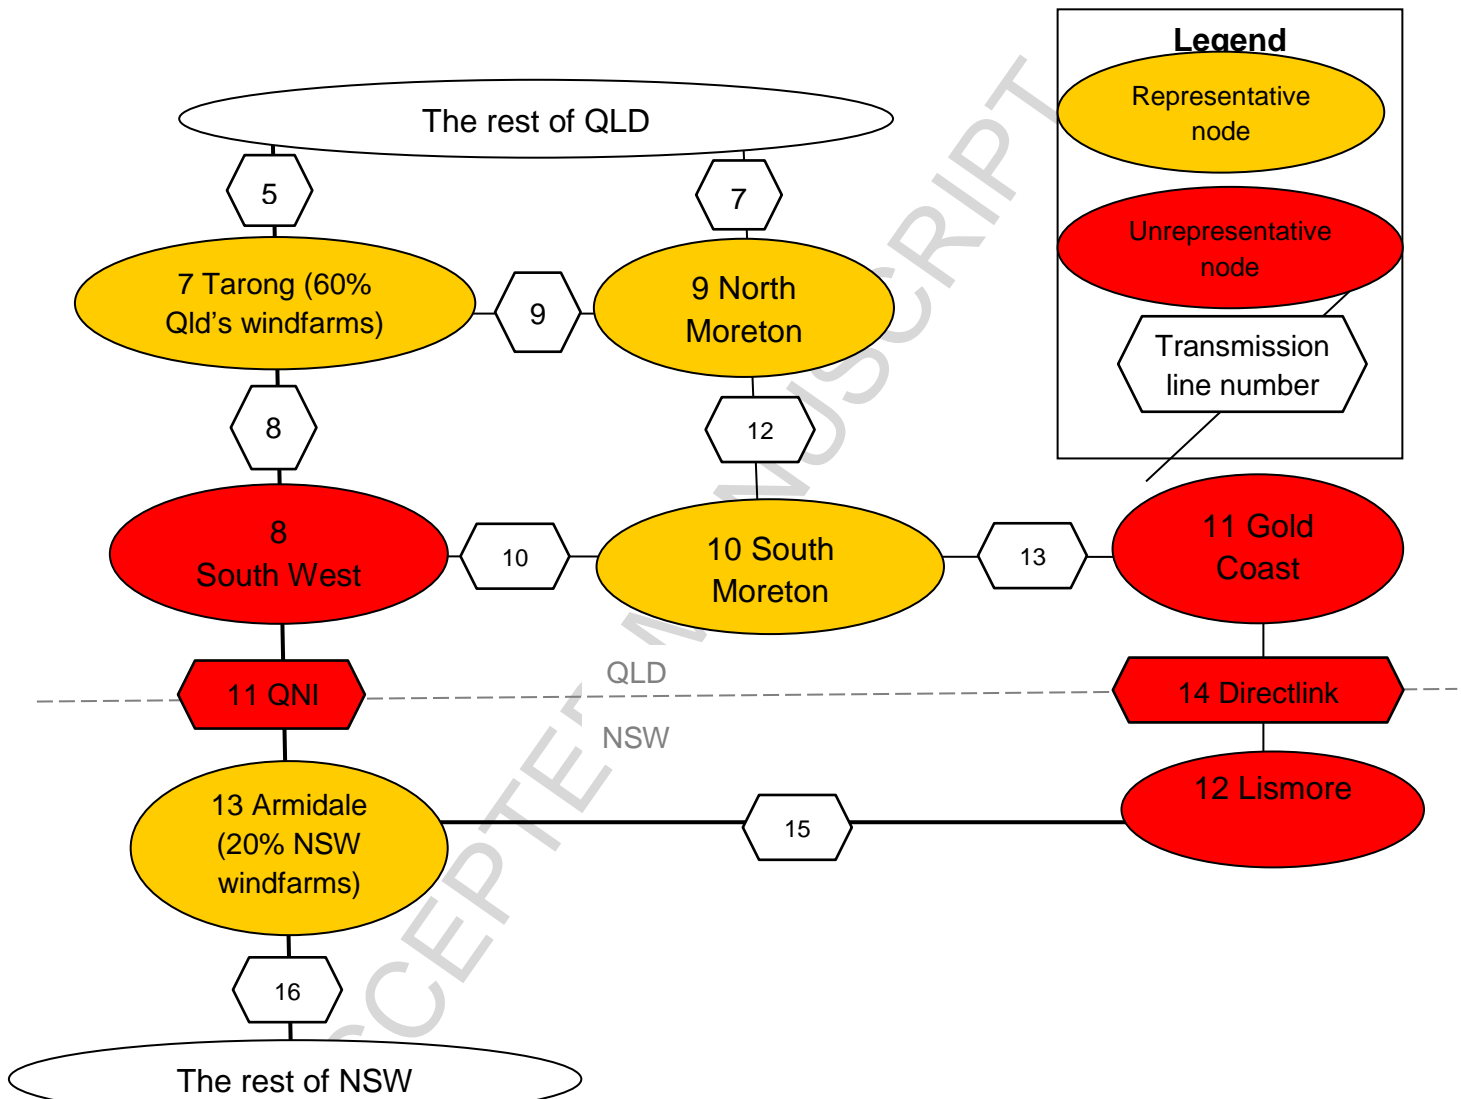 Legend
Representative
node
Unrepresentative
node
Transmission
line number
The rest of QLD
5
7
7 Tarong (60%
Qld's windfarms)
9
9 North
Moreton
8
12
8
South West
10
10 South
Moreton
13
11 Gold
Coast
11 QNI
QLD
14 Directlink
NSW
13 Armidale
(20% NSW
windfarms)
15
12 Lismore
16
The rest of NSW
ACCEPTED MANUSCRIPT